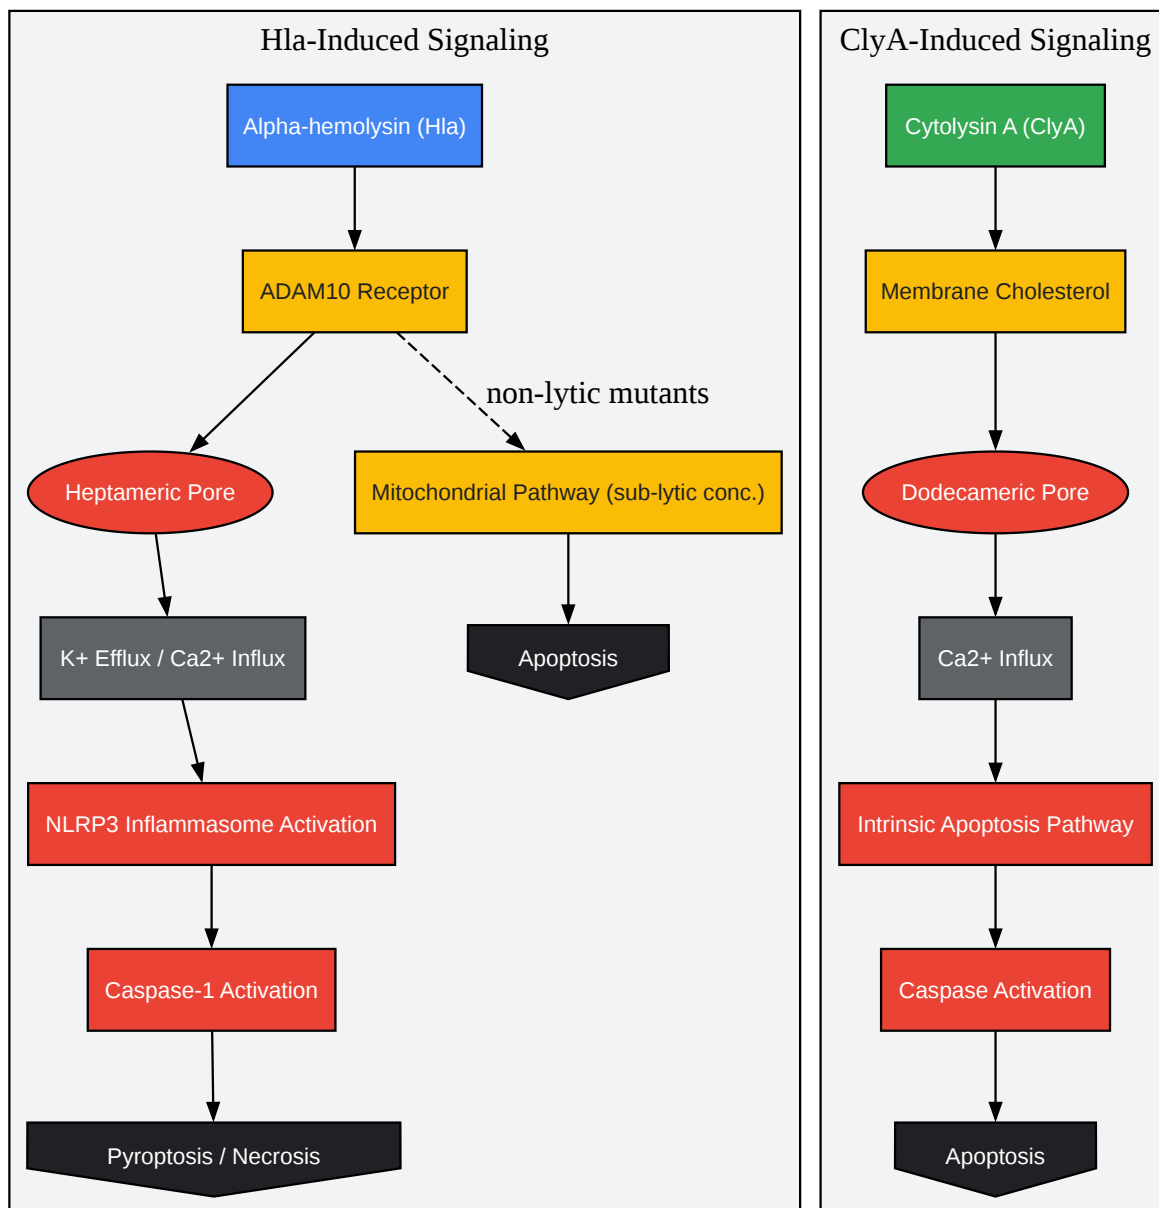 Hla-Induced Signaling
Alpha-hemolysin (Hla)
ADAM10 Receptor
non-lytic mutants
Heptameric Pore
Mitochondrial Pathway (sub-lytic conc.)
K+ Efflux / Ca2+ Influx
Apoptosis
NLRP3 Inflammasome Activation
Caspase-1 Activation
Pyroptosis / Necrosis
ClyA-Induced Signaling
Cytolysin A (ClyA)
Membrane Cholesterol
Dodecameric Pore
Ca2+ Influx
Intrinsic Apoptosis Pathway
Caspase Activation
Apoptosis